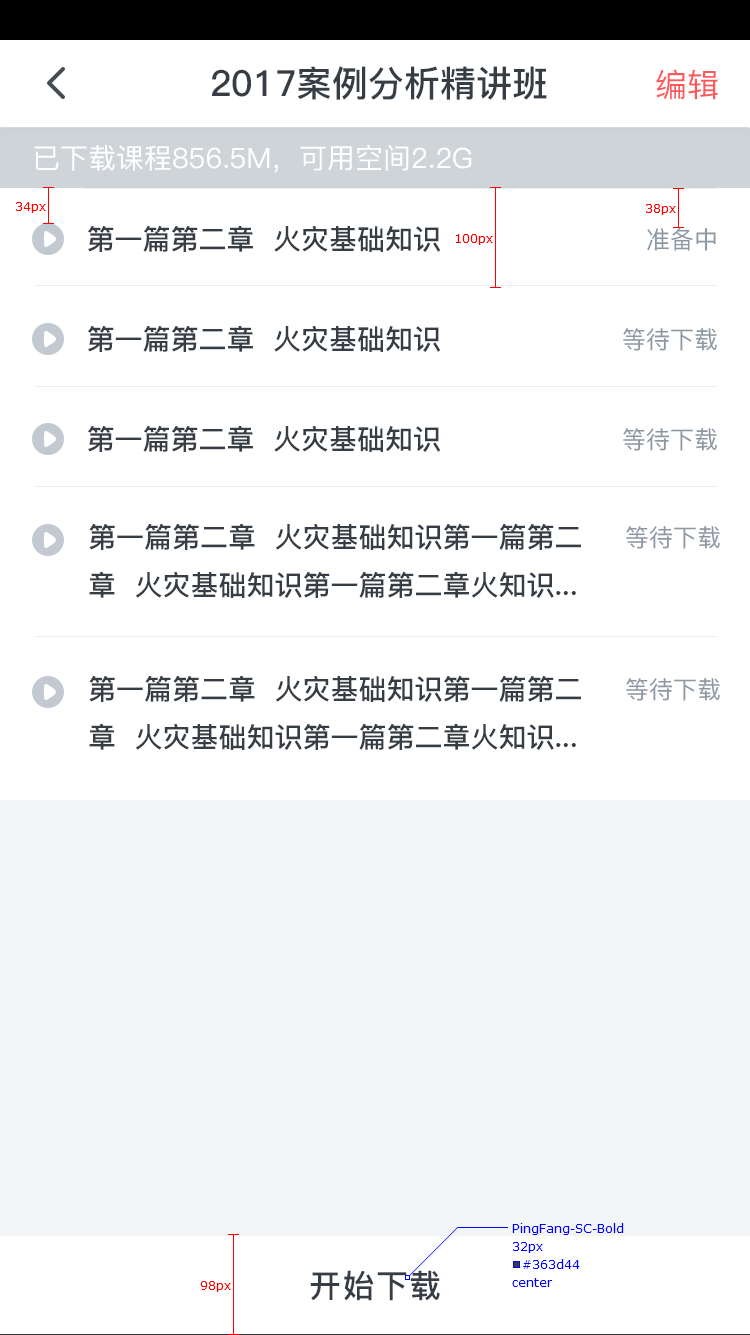 2017案例分析精讲班
编辑
已下载课程856.5M，可用空间2.2G
34px
38px
第一篇第二章 火灾基础知识
100px
准备中
第一篇第二章 火灾基础知识
等待下载
第一篇第二章 火灾基础知识
等待下载
第一篇第二章 火灾基础知识第一篇第二
等待下载
章 火灾基础知识第一篇第二章火知识...
第一篇第二章 火灾基础知识第一篇第二
等待下载
章 火灾基础知识第一篇第二章火知识...
PingFang-SC-Bold
32px
#363d44
center
98px
开始下载